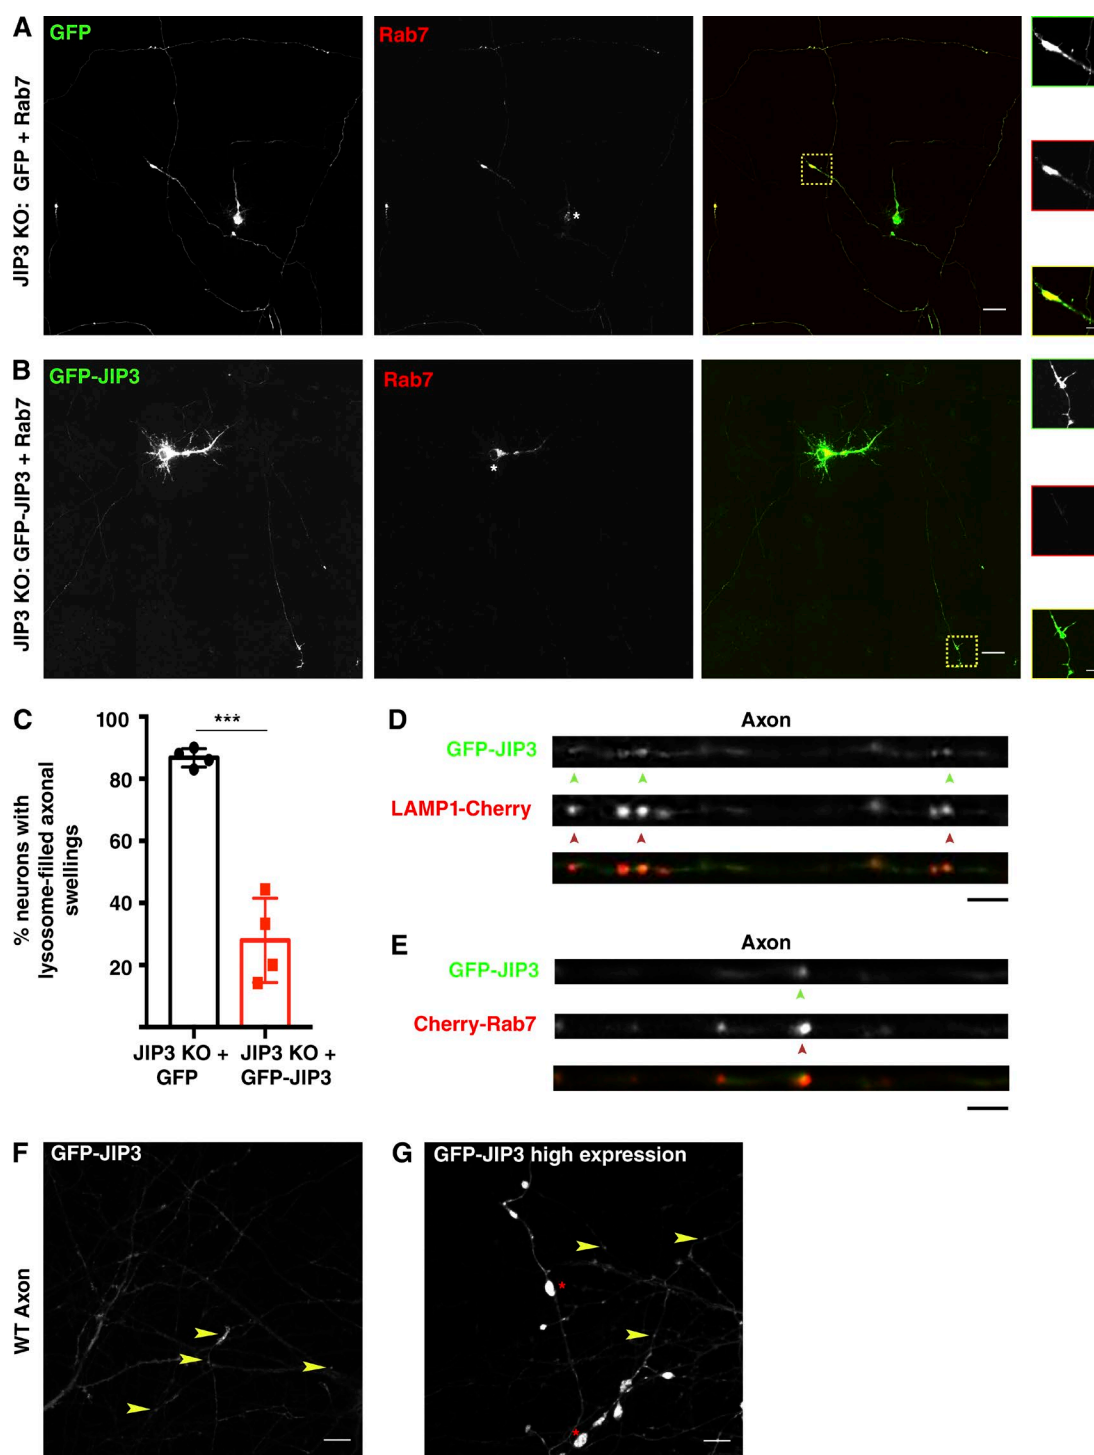 A
GFP
Rab7
JIP3 KO: GFP + Rab7
*
B
GFP-JIP3
Rab7
JIP3 KO: GFP-JIP3 + Rab7
*
C
% neurons with
lysosome-filled axonal
swellings
100
80
60
40
20
***
JIP3 KO +
GFP
JIP3 KO +
GFP-JIP3
D
Axon
GFP-JIP3
LAMP1-Cherry
E
Axon
GFP-JIP3
Cherry-Rab7
F
GFP-JIP3
WT Axon
G
GFP-JIP3 high expression
*
*